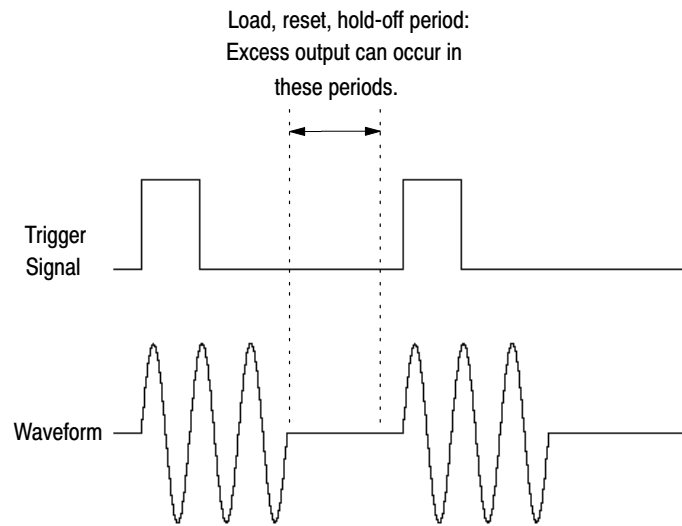 Load, reset, hold-off period:
Excess output can occur in
these periods.
Trigger
Signal
Waveform